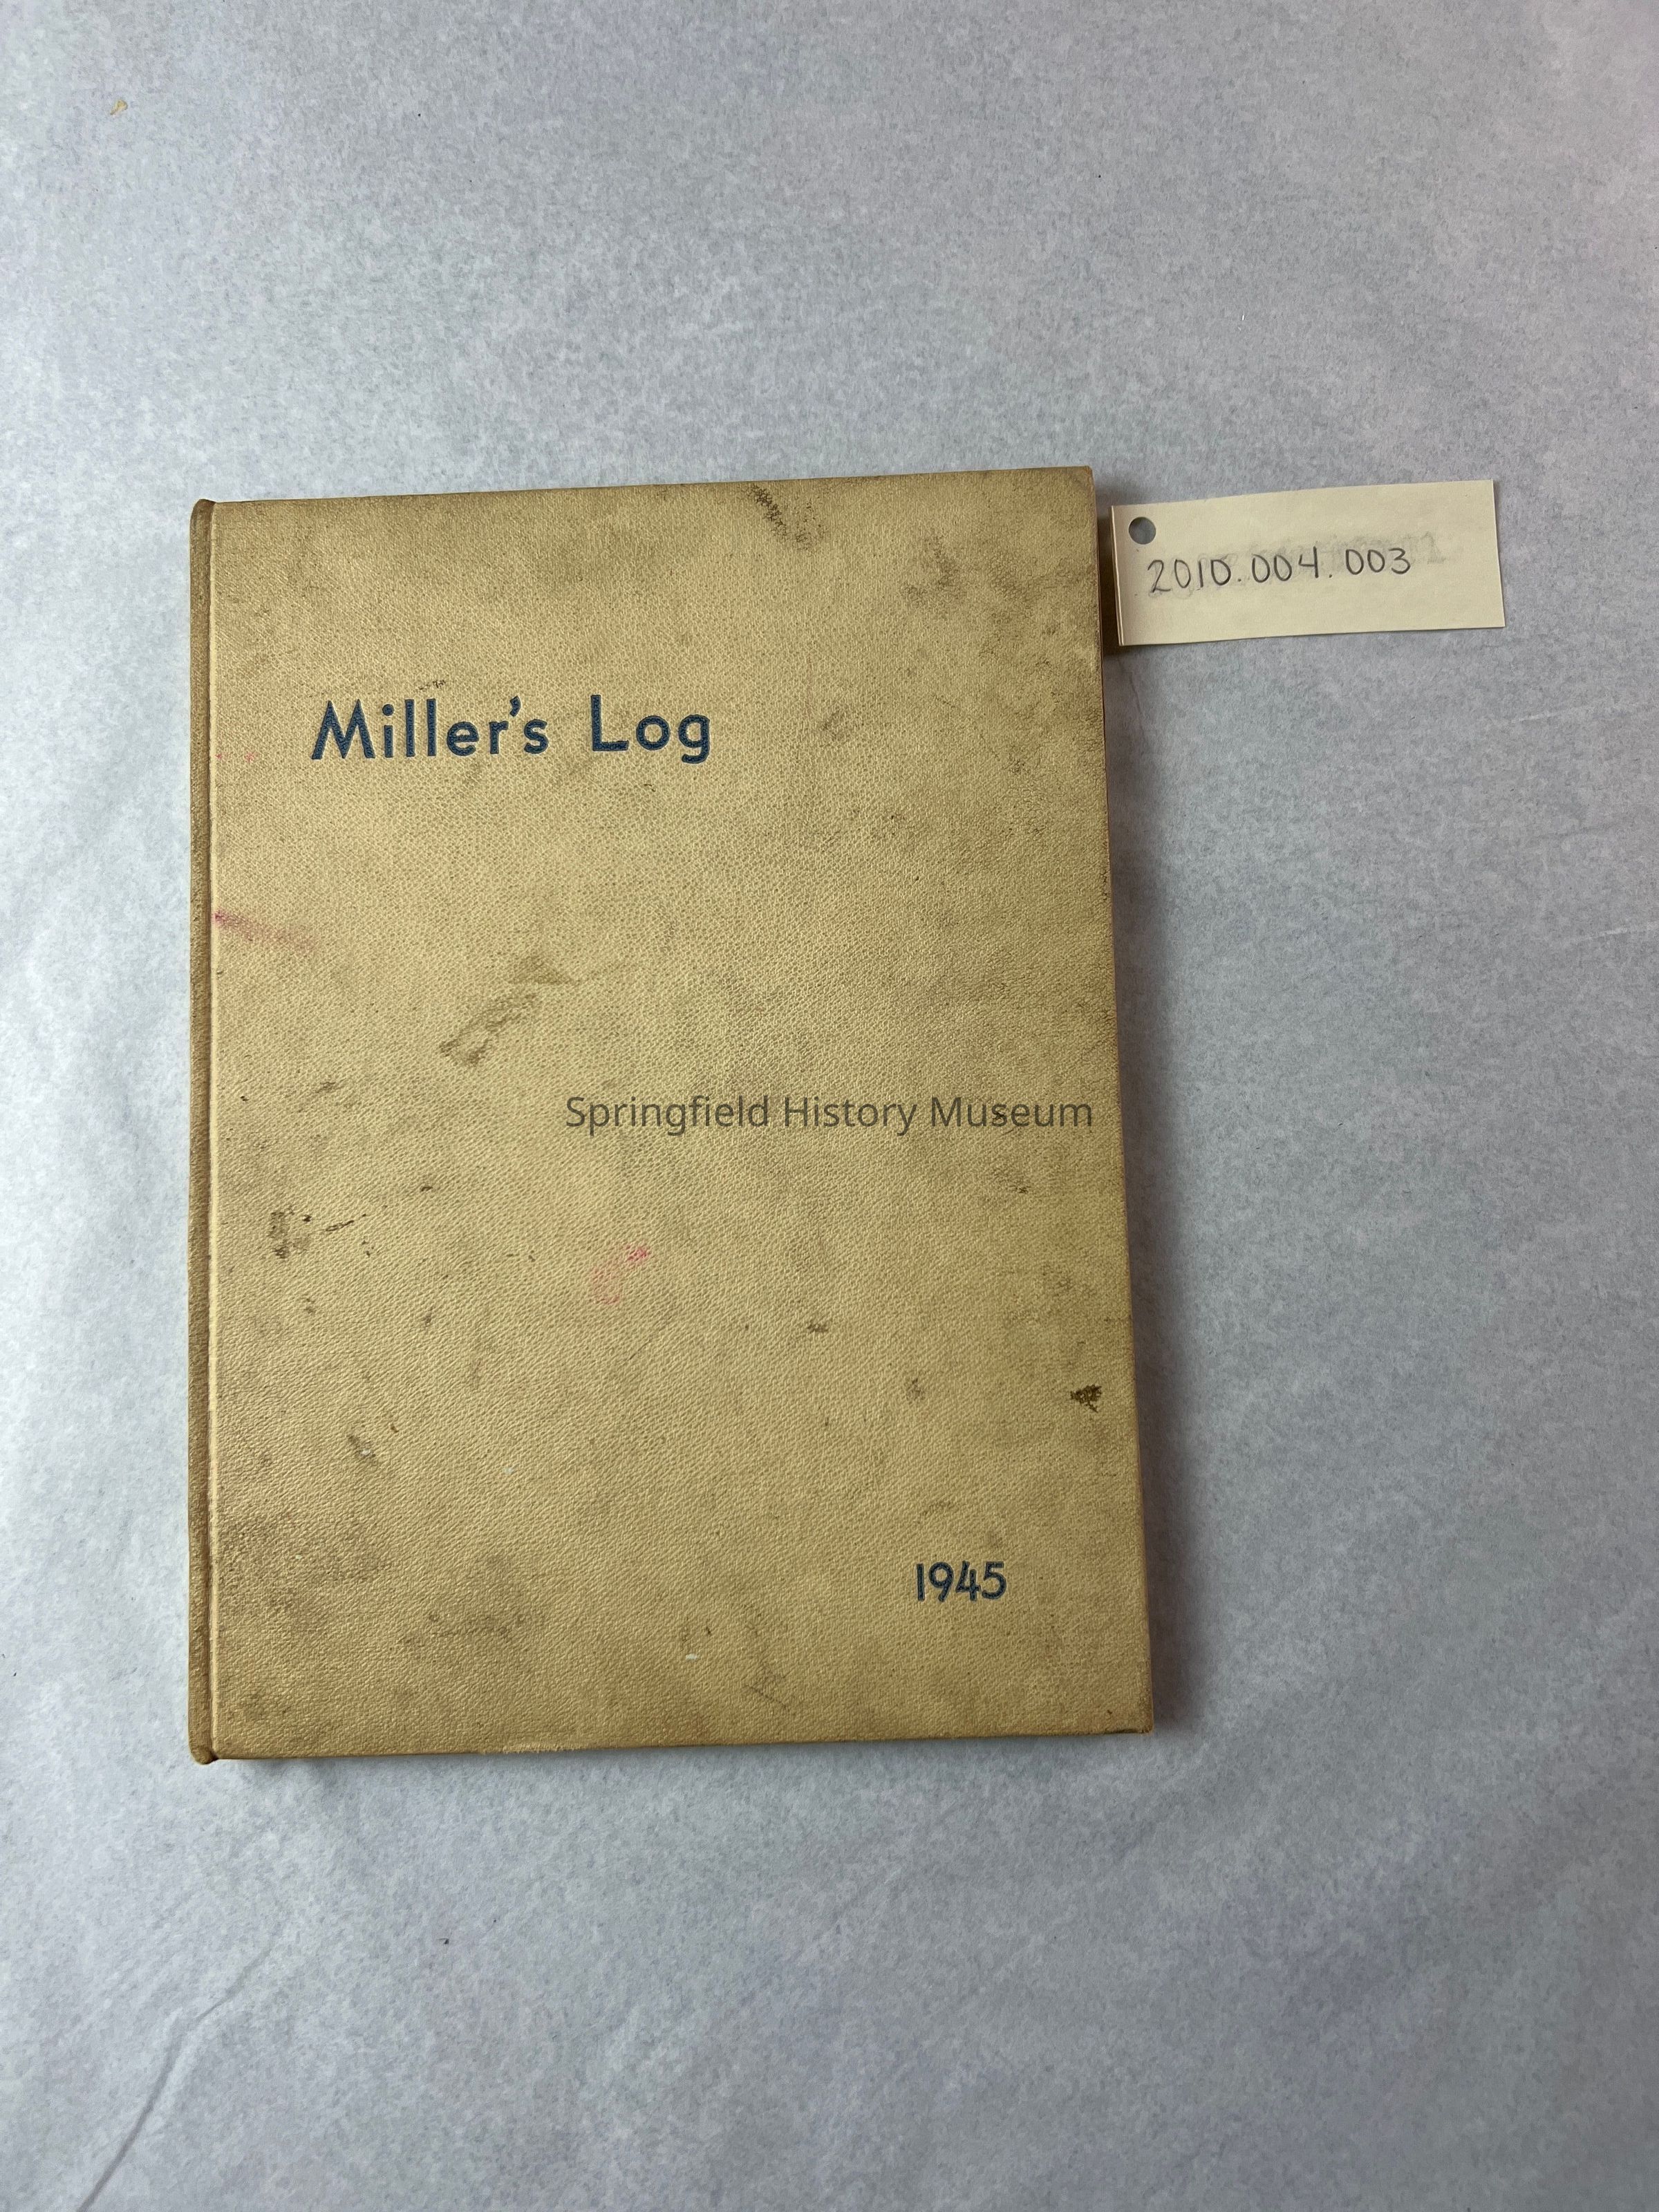 2010.004.003
Miller's Log
Springfield History Museum
1945